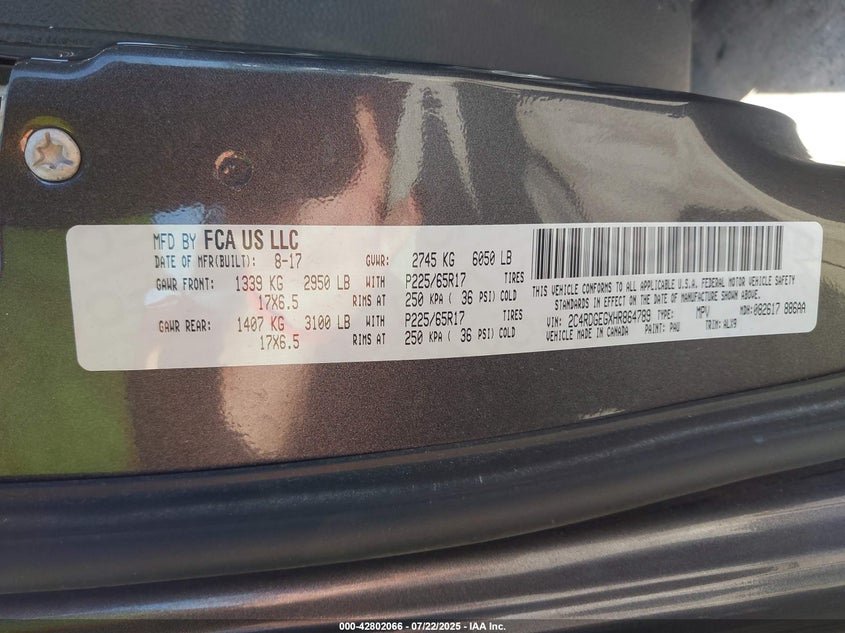 MFD BY FCA US LLC
DATE OF MFR(BUILT): 8-17 GVWR: 2745 KG 6050 LB
GAWR FRONT: 1339 KG 2950 LB WITH P225/65R17 TIRES
17X6.5 RIMS AT 250 KPA ( 36 PSI) COLD
GAWR REAR: 1407 KG 3100 LB WITH P225/65R17 TIRES
17X6.5 RIMS AT 250 KPA ( 36 PSI) COLD
THIS VEHICLE CONFORMS TO ALL APPLICABLE U.S.A. FEDERAL MOTOR VEHICLE SAFETY
STANDARDS IN EFFECT ON THE DATE OF MANUFACTURE SHOWN ABOVE.
VIN: 2C4RDGEGXHR864789 TYPE: MPV MDH: 082617 886AA
VEHICLE MADE IN CANADA PAINT: PAU TRIM: ALX9
000-42802066 - 07/22/2025 - IAA Inc.